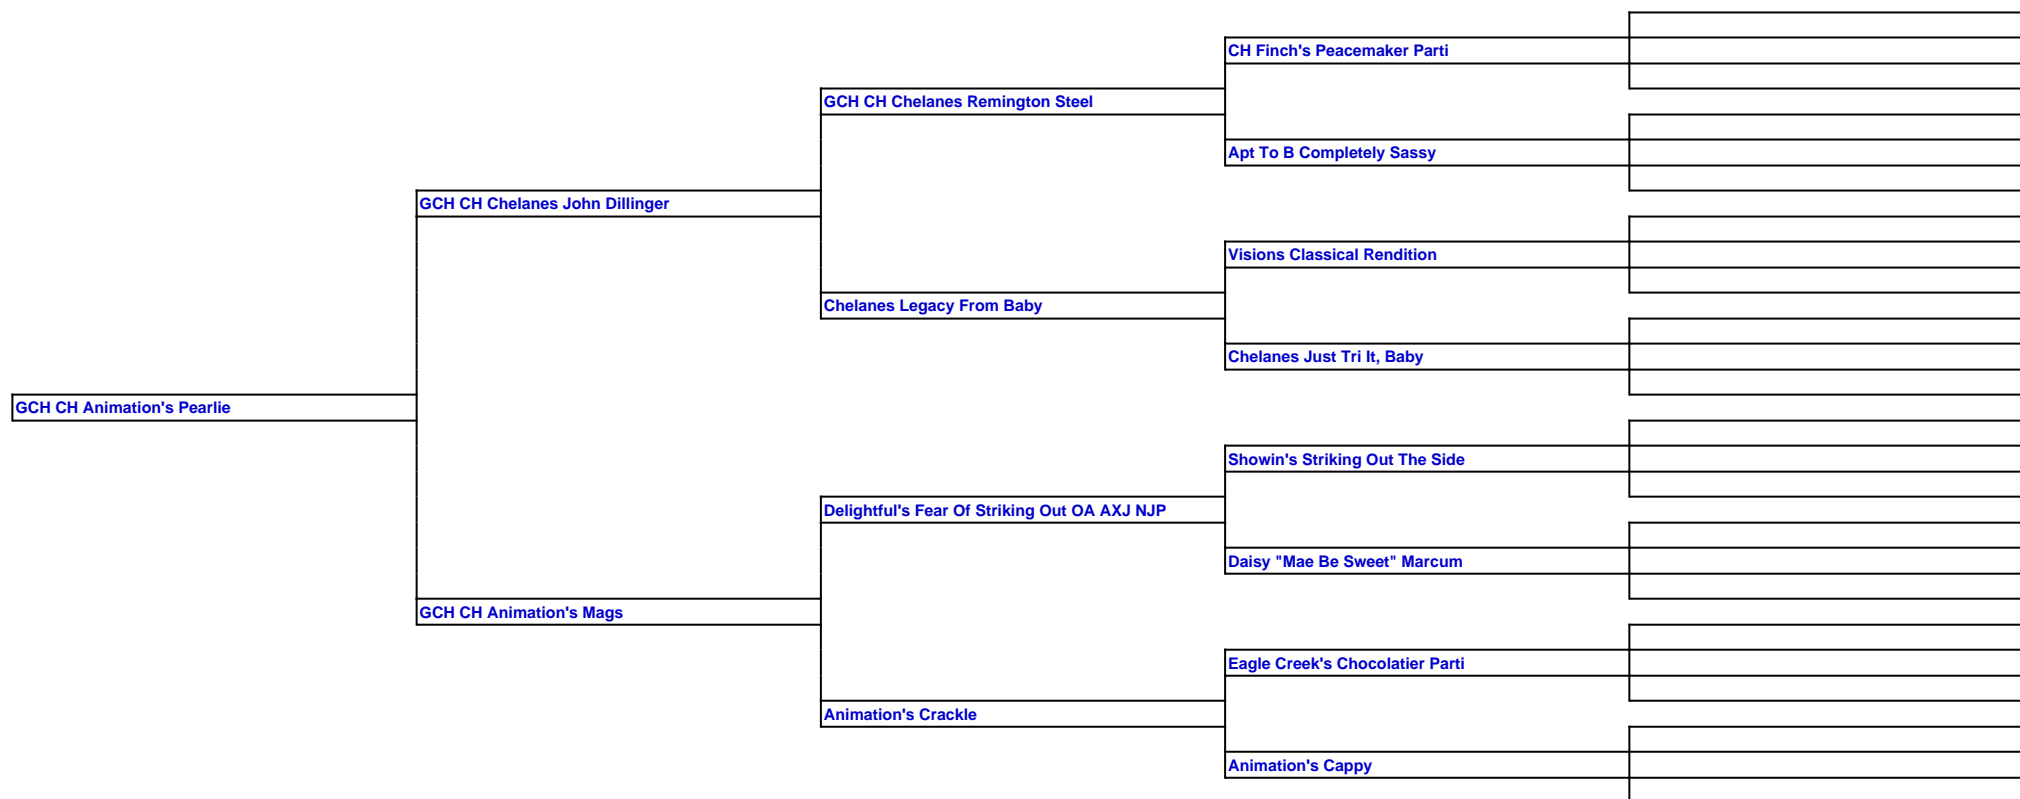 CH Finch's Peacemaker Parti
GCH CH Chelanes Remington Steel
Apt To B Completely Sassy
GCH CH Chelanes John Dillinger
Visions Classical Rendition
Chelanes Legacy From Baby
Chelanes Just Tri It, Baby
GCH CH Animation's Pearlie
Showin's Striking Out The Side
Delightful's Fear Of Striking Out OA AXJ NJP
Daisy "Mae Be Sweet" Marcum
GCH CH Animation's Mags
Eagle Creek's Chocolatier Parti
Animation's Crackle
Animation's Cappy